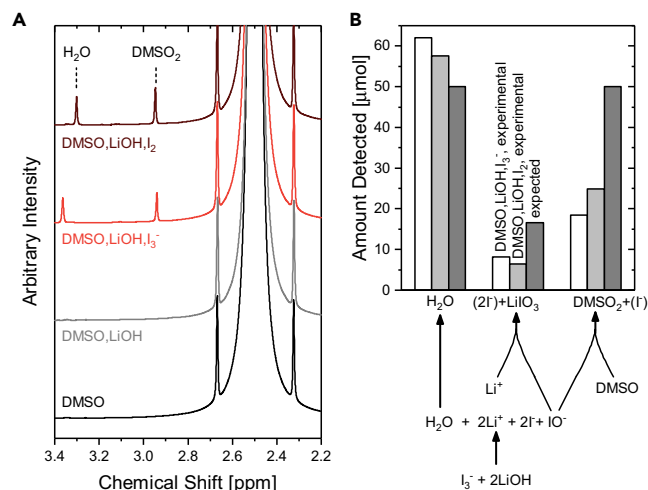 A
H₂O
DMSO₂
DMSO,LiOH,I₂
DMSO,LiOH,I₃⁻
DMSO,LiOH
DMSO
Arbitrary Intensity
3.4 3.2 3.0 2.8 2.6 2.4 2.2
Chemical Shift [ppm]
B
Amount Detected [µmol]
60
50
40
30
20
10
0
DMSO,LiOH,I₃⁻, experimental
DMSO,LiOH,I₂, experimental
expected
H₂O (2I⁻)+LiIO₃ DMSO₂+(I⁻)
Li⁺ DMSO
H₂O + 2Li⁺ + 2I⁻+ IO⁻
I₃⁻ + 2LiOH